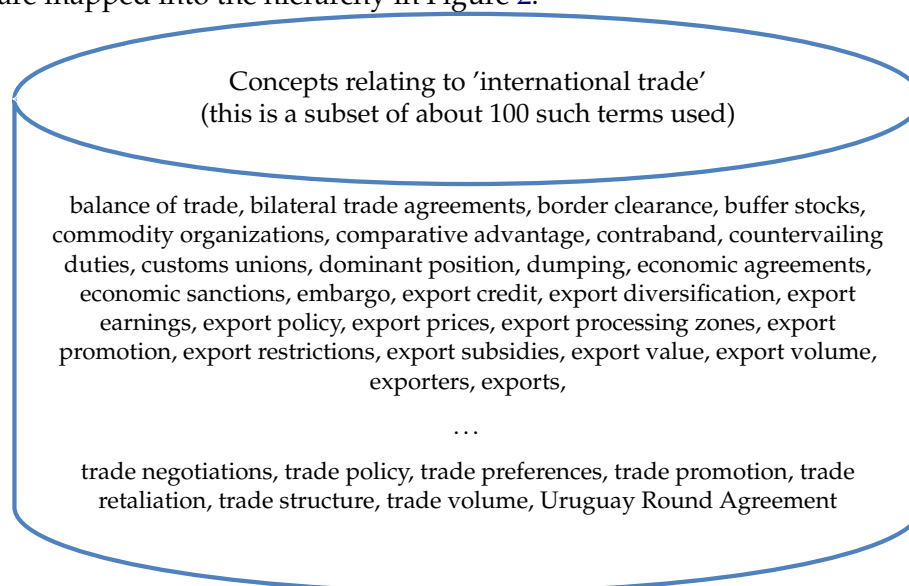 are mapped into the hierarchy in Figure 2.
Concepts relating to ’international trade’
(this is a subset of about 100 such terms used)
balance of trade, bilateral trade agreements, border clearance, buffer stocks,
commodity organizations, comparative advantage, contraband, countervailing
duties, customs unions, dominant position, dumping, economic agreements,
economic sanctions, embargo, export credit, export diversification, export
earnings, export policy, export prices, export processing zones, export
promotion, export restrictions, export subsidies, export value, export volume,
exporters, exports,
...
trade negotiations, trade policy, trade preferences, trade promotion, trade
retaliation, trade structure, trade volume, Uruguay Round Agreement